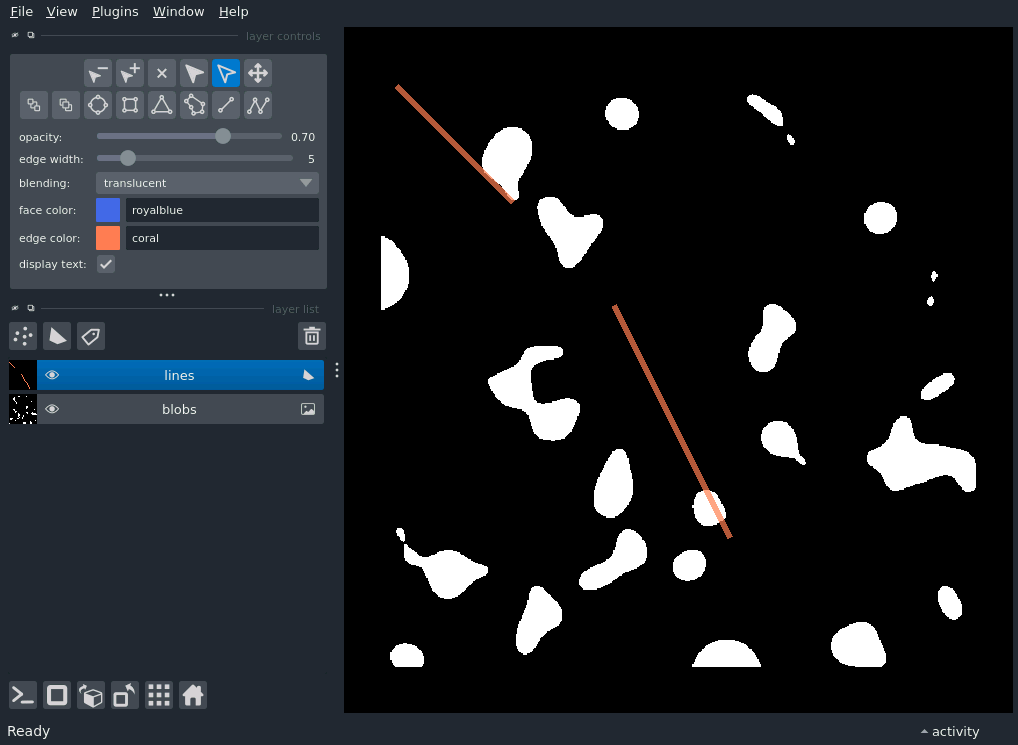 File View Plugins Window Help
layer controls
opacity: 0.70
edge width: 5
blending: translucent
face color: royalblue
edge color: coral
display text:
layer list
lines
blobs
Ready activity